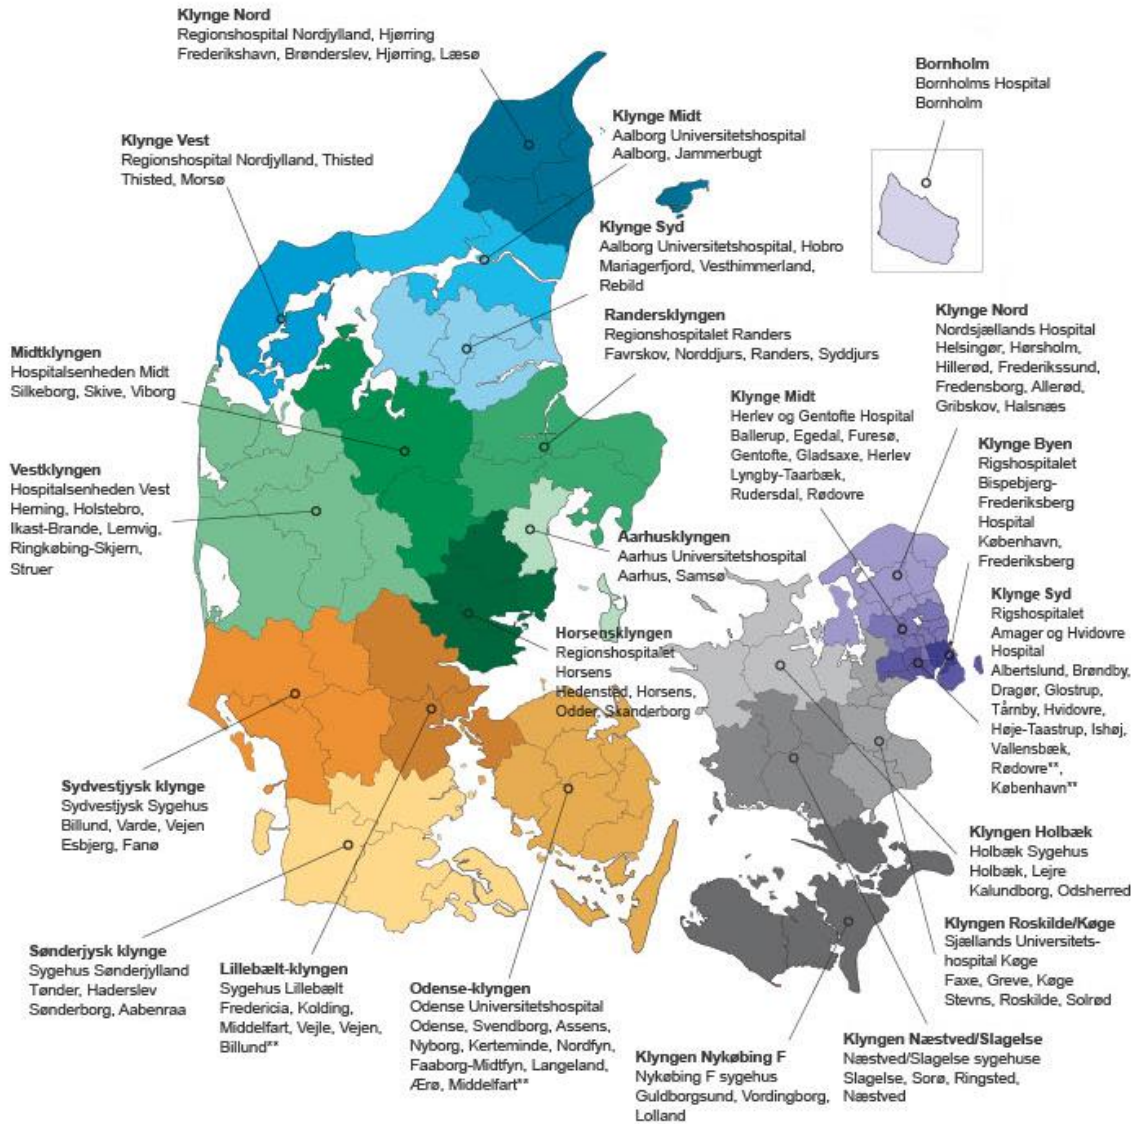 Klynge Nord
Regionshospital Nordjylland, Hjørring
Frederikshavn, Brønderslev, Hjørring, Læsø
Bornholm
Bornholms Hospital
Bornholm
Klynge Midt
Aalborg Universitetshospital
Aalborg, Jammerbugt
Klynge Vest
Regionshospital Nordjylland, Thisted
Thisted, Morsø
Klynge Syd
Aalborg Universitetshospital, Hobro
Mariagerfjord, Vesthimmerland,
Rebild
Randersklyngen
Regionshospitalet Randers
Favrskov, Norddjurs, Randers, Syddjurs
Klynge Nord
Nordsjællands Hospital
Helsingør, Hørsholm,
Hillerød, Frederikssund,
Fredensborg, Allerød,
Gribskov, Halsnæs
Midtklyngen
Hospitalsenheden Midt
Silkeborg, Skive, Viborg
Klynge Midt
Herlev og Gentofte Hospital
Ballerup, Egedal, Furesø,
Gentofte, Gladsaxe, Herlev
Lyngby-Taarbæk,
Rudersdal, Rødovre
Klynge Byen
Rigshospitalet
Bispebjerg-
Frederiksberg
Hospital
København,
Frederiksberg
Vestklyngen
Hospitalsenheden Vest
Herning, Holstebro,
Ikast-Brande, Lemvig,
Ringkøbing-Skjern,
Struer
Aarhusklyngen
Aarhus Universitetshospital
Aarhus, Samsø
Klynge Syd
Rigshospitalet
Amager og Hvidovre
Hospital
Albertslund, Brøndby,
Dragør, Glostrup,
Tårnby, Hvidovre,
Høje-Taastrup, Ishøj,
Vallensbæk,
Rødovre**,
København**
Horsensklyngen
Regionshospitalet
Horsens
Hedensted, Horsens,
Odder, Skanderborg
Sydvestjysk klynge
Sydvestjysk Sygehus
Billund, Varde, Vejen
Esbjerg, Fanø
Klyngen Holbæk
Holbæk Sygehus
Holbæk, Lejre
Kalundborg, Odsherred
Klyngen Roskilde/Køge
Sjællands Universitets-
hospital Køge
Faxe, Greve, Køge
Stevns, Roskilde, Solrød
Sønderjysk klynge
Sygehus Sønderjylland
Tønder, Haderslev
Sønderborg, Aabenraa
Lillebælt-klyngen
Sygehus Lillebælt
Fredericia, Kolding,
Middelfart, Vejle, Vejen,
Billund**
Odense-klyngen
Odense Universitetshospital
Odense, Svendborg, Assens,
Nyborg, Kerteminde, Nordfyn,
Faaborg-Midtfyn, Langeland,
Ærø, Middelfart**
Klyngen Nykøbing F
Nykøbing F sygehus
Guldborgsund, Vordingborg,
Lolland
Klyngen Næstved/Slagelse
Næstved/Slagelse sygehuse
Slagelse, Sorø, Ringsted,
Næstved